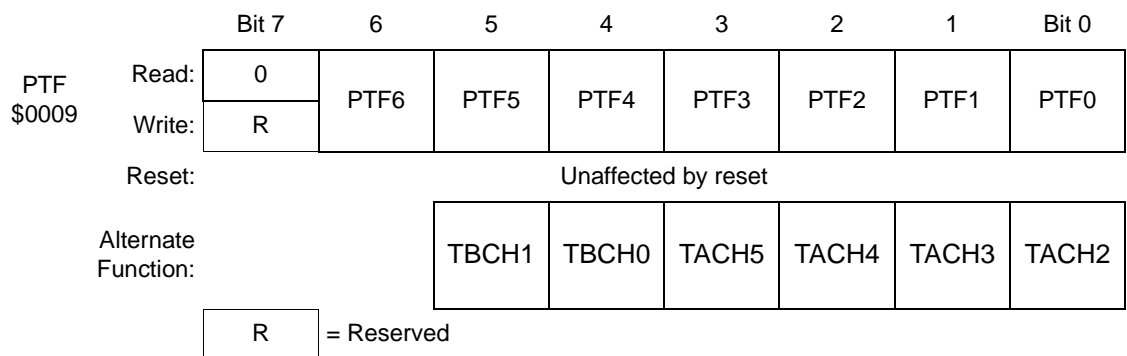 Bit 7 6 5 4 3 2 1 Bit 0
PTF
$0009
Read: 0
PTF6 PTF5 PTF4 PTF3 PTF2 PTF1 PTF0
Write: R
Reset: Unaffected by reset
Alternate
Function:
TBCH1 TBCH0 TACH5 TACH4 TACH3 TACH2
R = Reserved